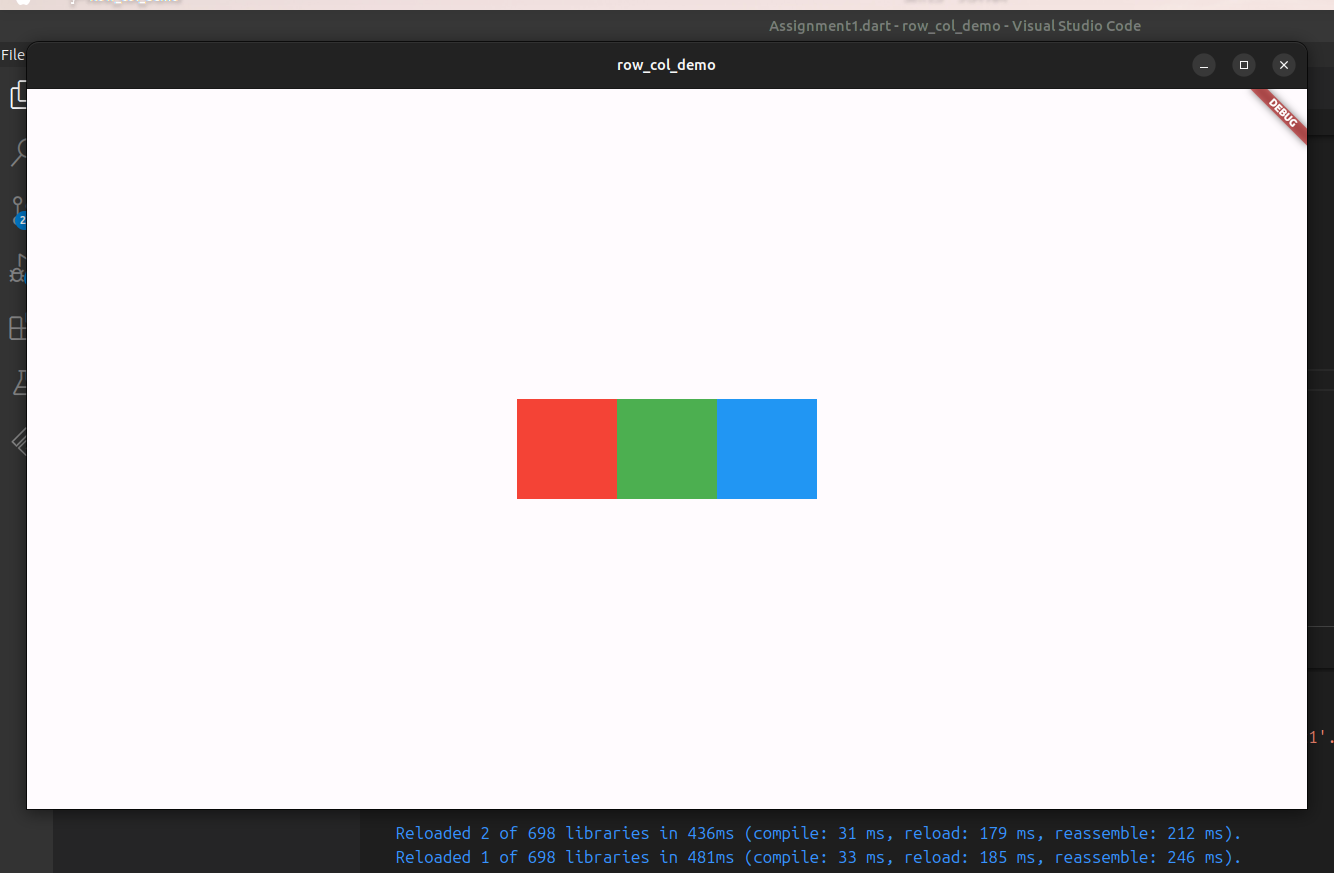 Assignment1.dart - row_col_demo - Visual Studio Code
File
row_col_demo
DEBUG
2
1'.
Reloaded 2 of 698 libraries in 436ms (compile: 31 ms, reload: 179 ms, reassemble: 212 ms).
Reloaded 1 of 698 libraries in 481ms (compile: 33 ms, reload: 185 ms, reassemble: 246 ms).